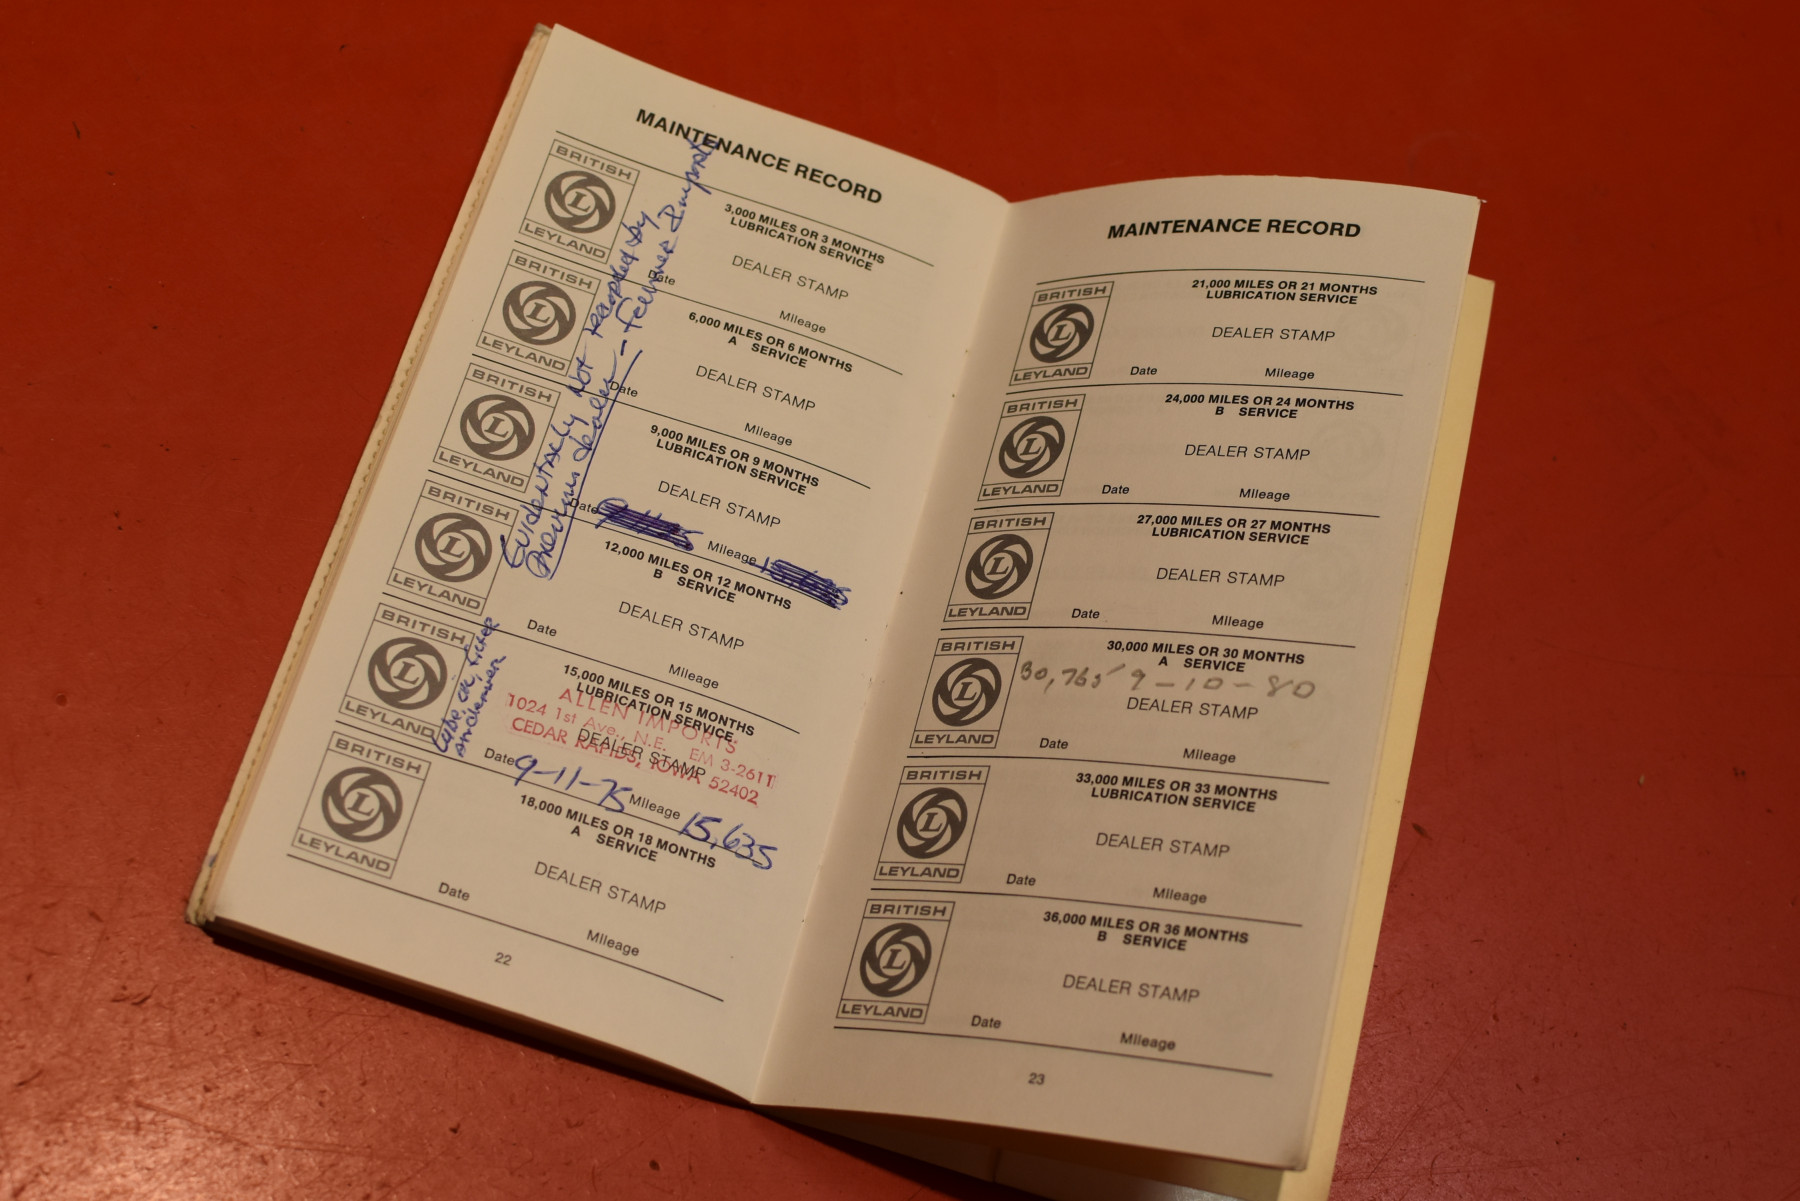 MAINTENANCE RECORD
BRITISH
L
LEYLAND
3,000 MILES OR 3 MONTHS
LUBRICATION SERVICE
DEALER STAMP
Date
Mileage
BRITISH
L
LEYLAND
6,000 MILES OR 6 MONTHS
A SERVICE
DEALER STAMP
Date
Mileage
BRITISH
L
LEYLAND
9,000 MILES OR 9 MONTHS
LUBRICATION SERVICE
DEALER STAMP
Date
Mileage
Evidentally not stamped by
previous dealer - Imports
BRITISH
L
LEYLAND
12,000 MILES OR 12 MONTHS
B SERVICE
DEALER STAMP
Date
Mileage
BRITISH
L
LEYLAND
15,000 MILES OR 15 MONTHS
LUBRICATION SERVICE
DEALER STAMP
ALLEN IMPORTS
1024 1st Ave., N.E. EM 3-2611
CEDAR RAPIDS, IOWA 52402
Lube, oil, filter
Date 9-11-75 Mileage 15,635
BRITISH
L
LEYLAND
18,000 MILES OR 18 MONTHS
A SERVICE
DEALER STAMP
Date
Mileage
22
MAINTENANCE RECORD
BRITISH
L
LEYLAND
21,000 MILES OR 21 MONTHS
LUBRICATION SERVICE
DEALER STAMP
Date Mileage
BRITISH
L
LEYLAND
24,000 MILES OR 24 MONTHS
B SERVICE
DEALER STAMP
Date Mileage
BRITISH
L
LEYLAND
27,000 MILES OR 27 MONTHS
LUBRICATION SERVICE
DEALER STAMP
Date Mileage
BRITISH
L
LEYLAND
30,000 MILES OR 30 MONTHS
A SERVICE
30,765 9-10-80
DEALER STAMP
Date Mileage
BRITISH
L
LEYLAND
33,000 MILES OR 33 MONTHS
LUBRICATION SERVICE
DEALER STAMP
Date Mileage
BRITISH
L
LEYLAND
36,000 MILES OR 36 MONTHS
B SERVICE
DEALER STAMP
Date Mileage
23